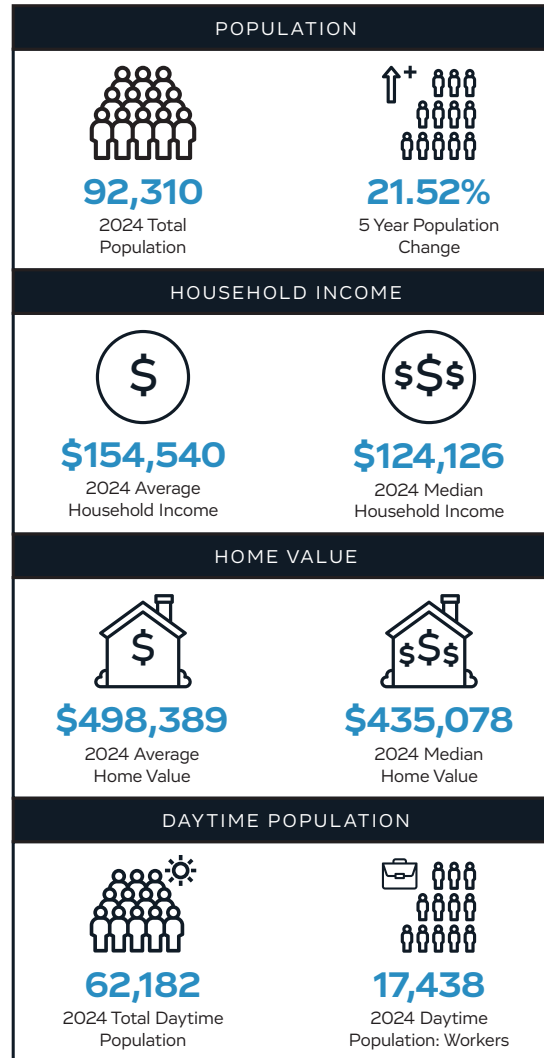 POPULATION
92,310
2024 Total
Population
21.52%
5 Year Population
Change
HOUSEHOLD INCOME
$
$154,540
2024 Average
Household Income
$$$
$124,126
2024 Median
Household Income
HOME VALUE
$
$498,389
2024 Average
Home Value
$$$
$435,078
2024 Median
Home Value
DAYTIME POPULATION
62,182
2024 Total Daytime
Population
17,438
2024 Daytime
Population: Workers